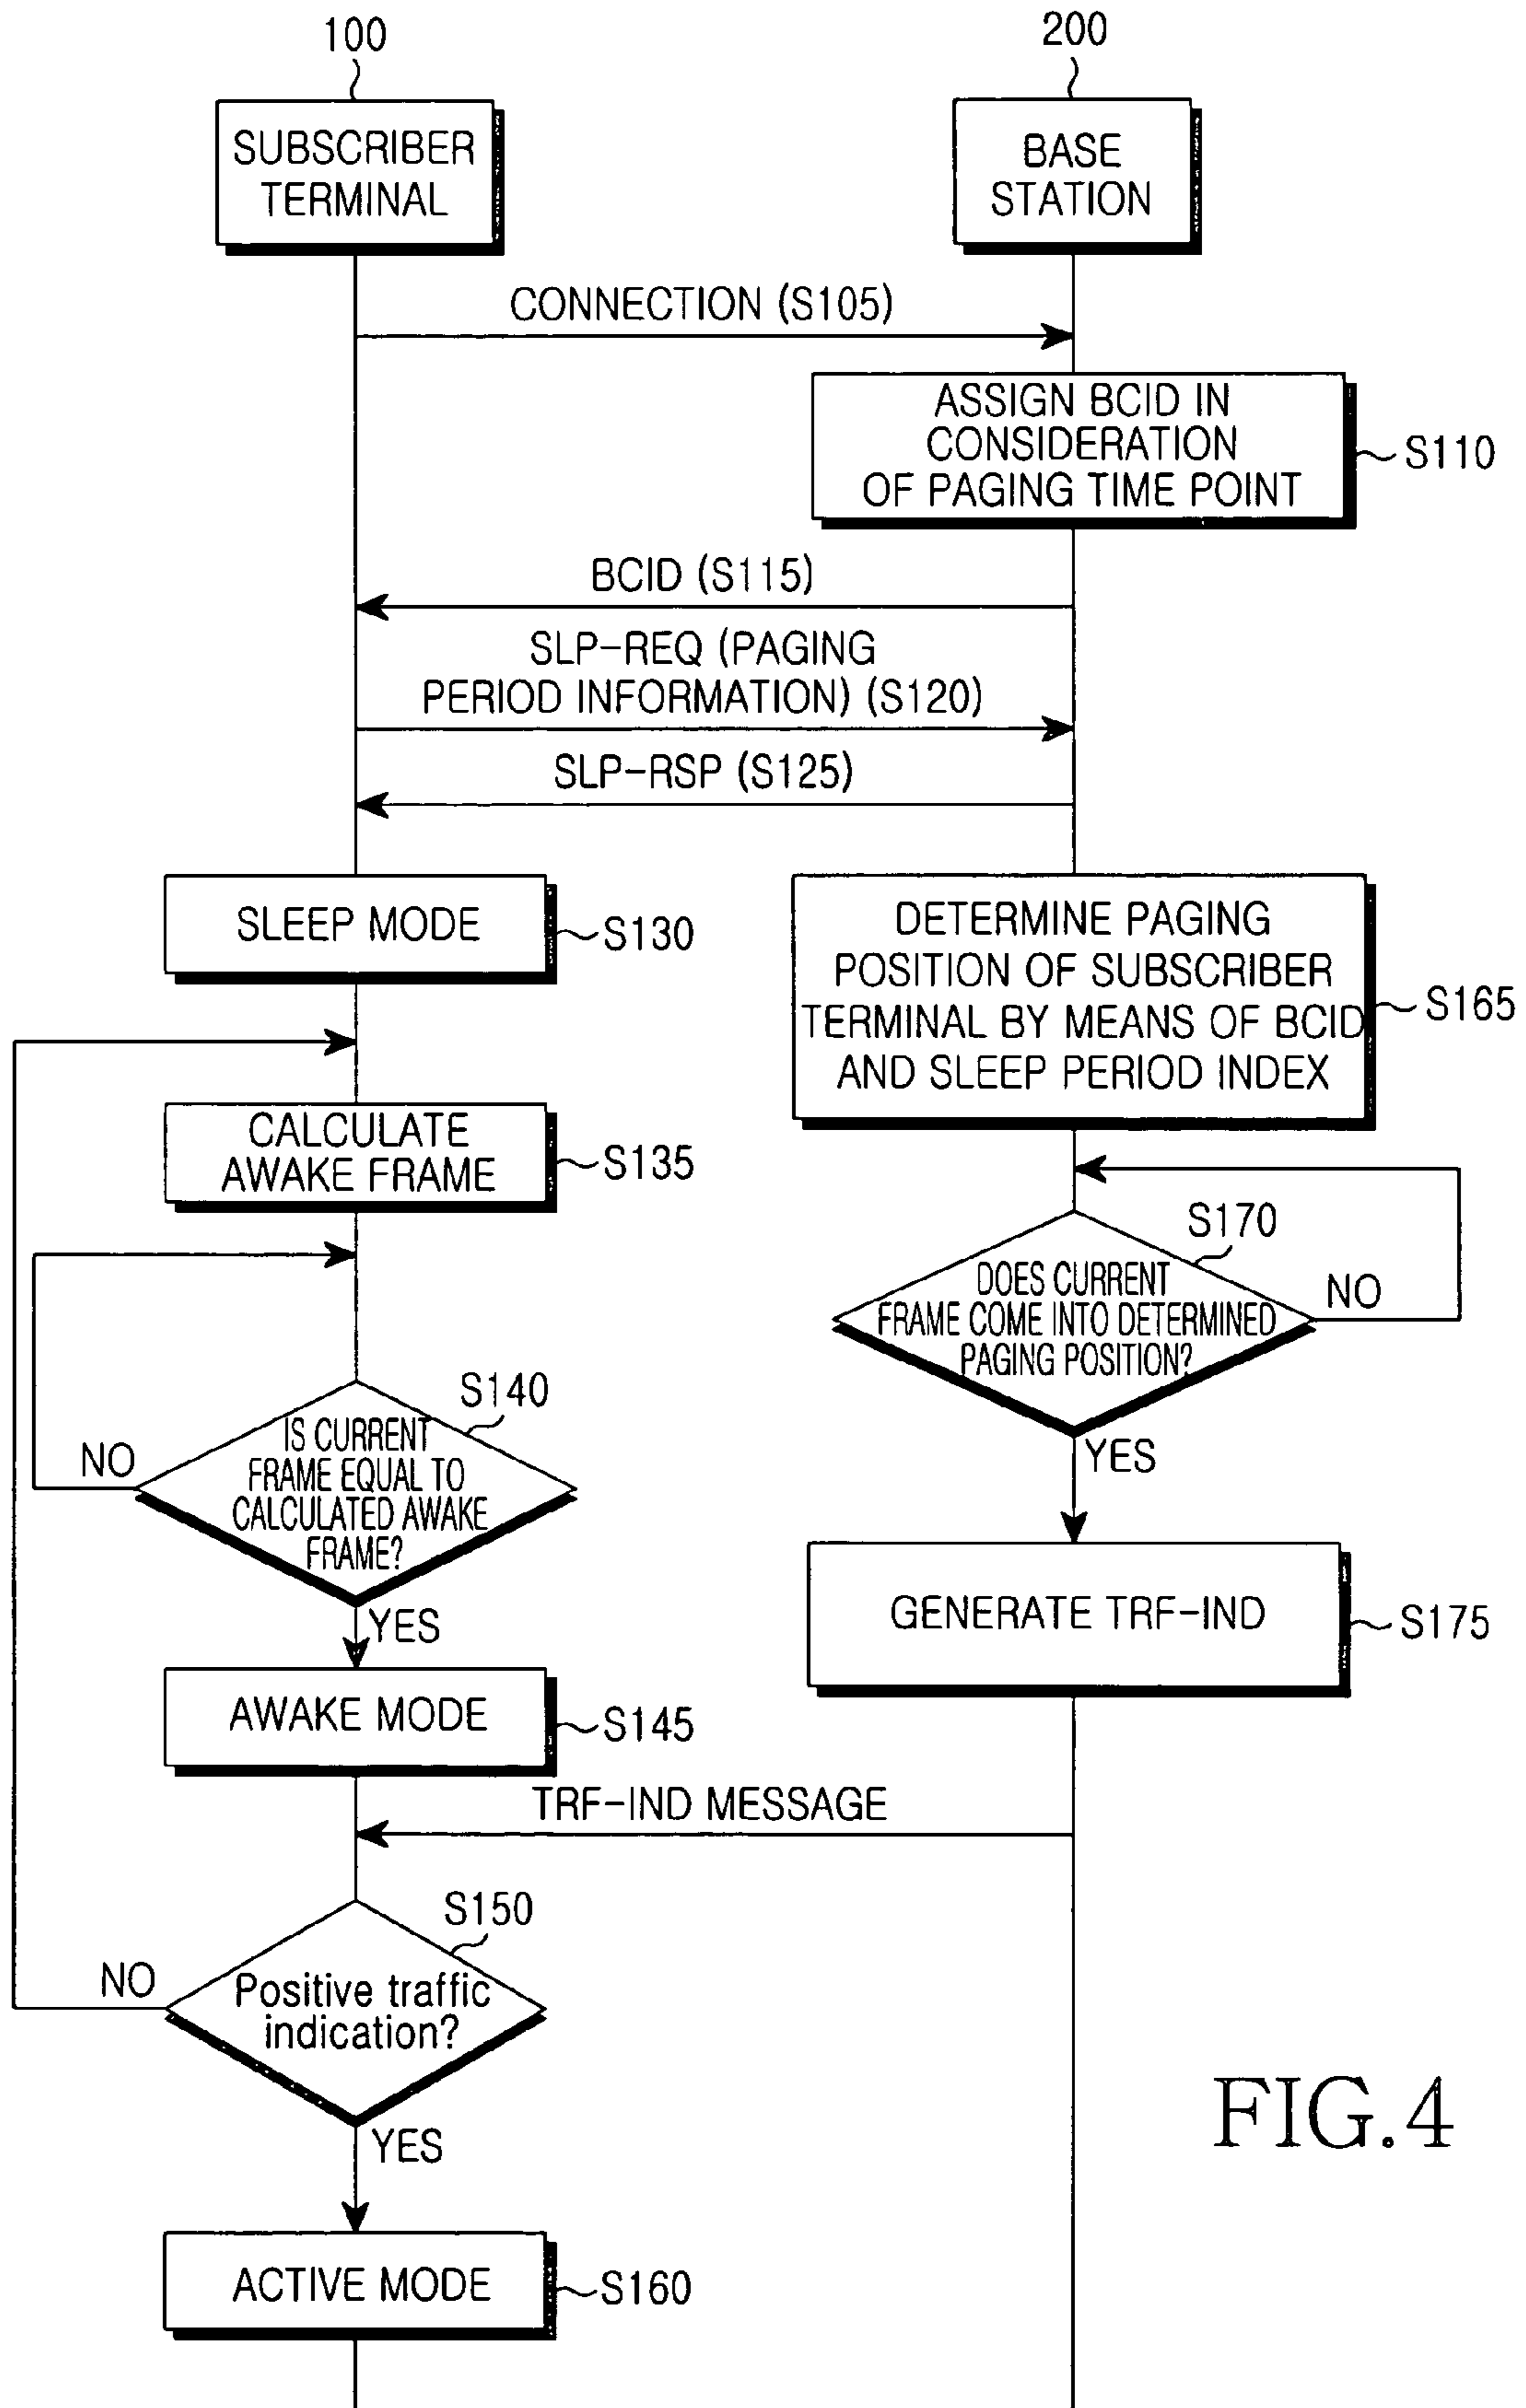 100
200
SUBSCRIBER
TERMINAL
BASE
STATION
CONNECTION (S105)
ASSIGN BCID IN
CONSIDERATION
OF PAGING TIME POINT
S110
BCID (S115)
SLP-REQ (PAGING
PERIOD INFORMATION) (S120)
SLP-RSP (S125)
SLEEP MODE
S130
DETERMINE PAGING
POSITION OF SUBSCRIBER
TERMINAL BY MEANS OF BCID
AND SLEEP PERIOD INDEX
S165
CALCULATE
AWAKE FRAME
S135
S170
DOES CURRENT
FRAME COME INTO DETERMINED
PAGING POSITION?
NO
YES
S140
IS CURRENT
FRAME EQUAL TO
CALCULATED AWAKE
FRAME?
NO
YES
GENERATE TRF-IND
S175
AWAKE MODE
S145
TRF-IND MESSAGE
S150
Positive traffic
indication?
NO
YES
ACTIVE MODE
S160
FIG.4